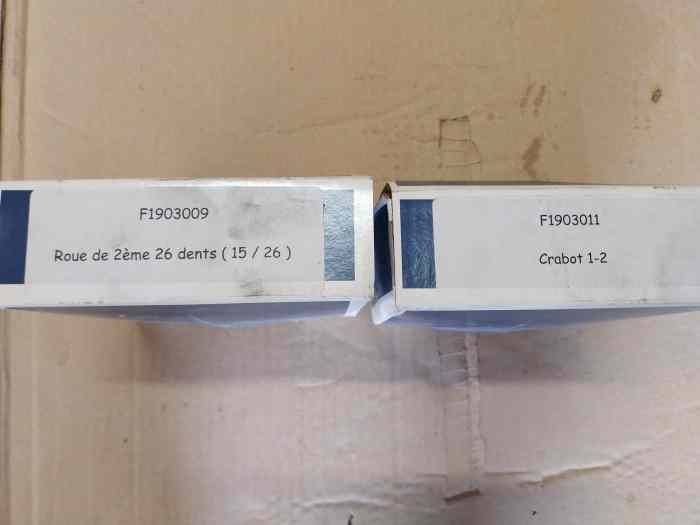 F1903009
Roue de 2ème 26 dents ( 15 / 26 )
F1903011
Crabot 1-2